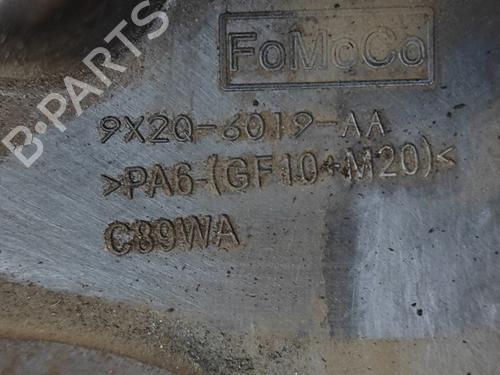 FoMoCo
9X2Q-6019-AA
>PA6-(GF10+M20)<
C89WA
B-PARTS